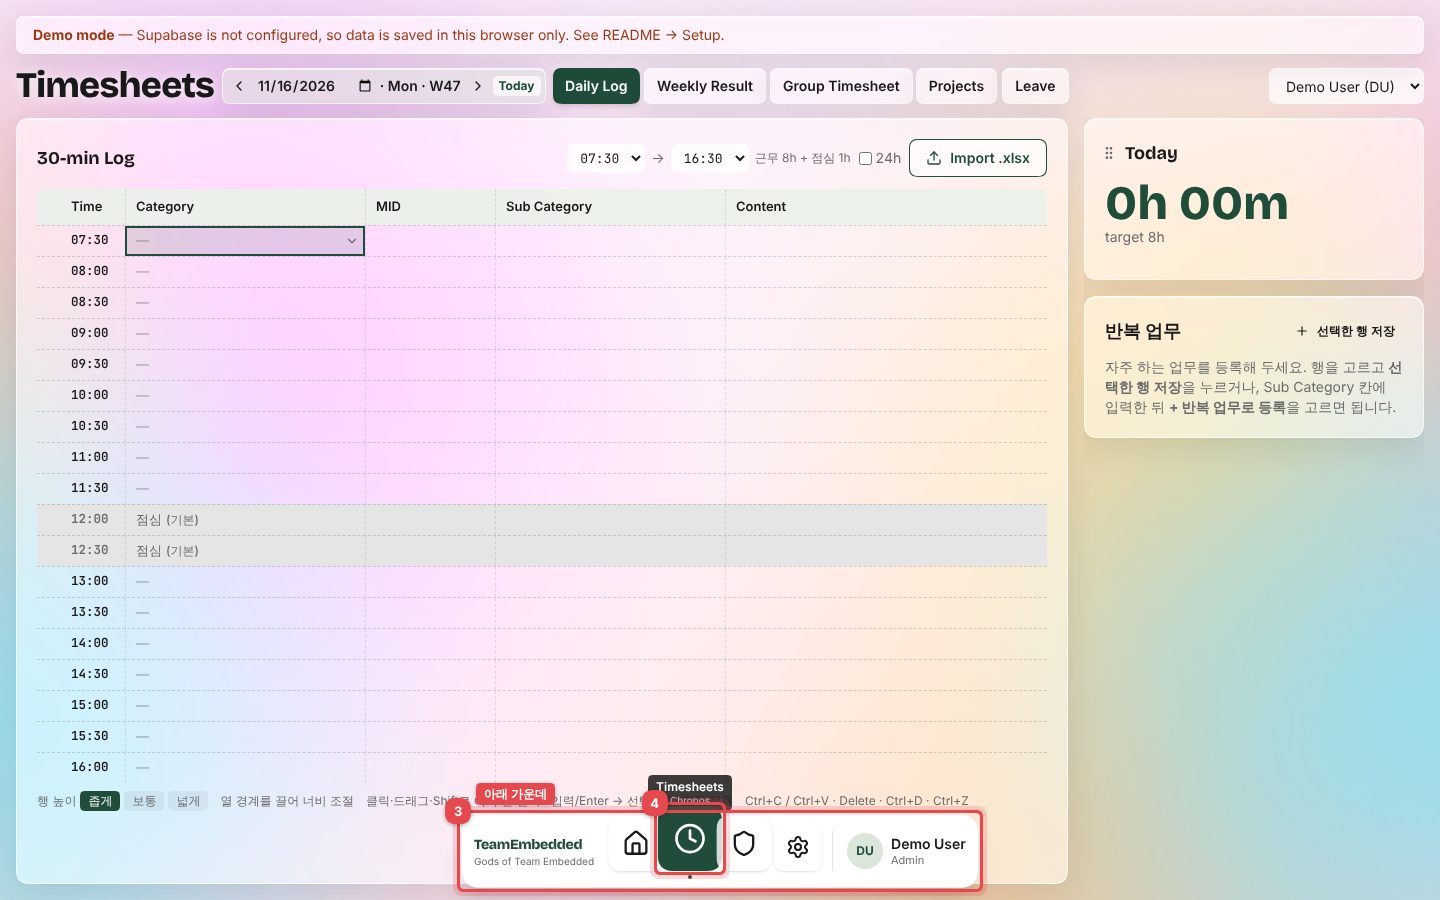 Demo mode — Supabase is not configured, so data is saved in this browser only. See README → Setup.
Timesheets
11/16/2026 · Mon · W47 Today
Daily Log
Weekly Result
Group Timesheet
Projects
Leave
Demo User (DU)
30-min Log
07:30 → 16:30 근무 8h + 점심 1h 24h
Import .xlsx
Time Category MID Sub Category Content
07:30 —
08:00 —
08:30 —
09:00 —
09:30 —
10:00 —
10:30 —
11:00 —
11:30 —
12:00 점심 (기본)
12:30 점심 (기본)
13:00 —
13:30 —
14:00 —
14:30 —
15:00 —
15:30 —
16:00 —
행 높이 좁게 보통 넓게 열 경계를 끌어 너비 조절 클릭·드래그·Shift 입력/Enter → Ctrl+C / Ctrl+V · Delete · Ctrl+D · Ctrl+Z
Today
0h 00m
target 8h
반복 업무
선택한 행 저장
자주 하는 업무를 등록해 두세요. 행을 고르고 선
택한 행 저장을 누르거나, Sub Category 칸에
입력한 뒤 + 반복 업무로 등록을 고르면 됩니다.
아래 가운데
Timesheets
Chronos
3
4
TeamEmbedded
Gods of Team Embedded
DU
Demo User
Admin